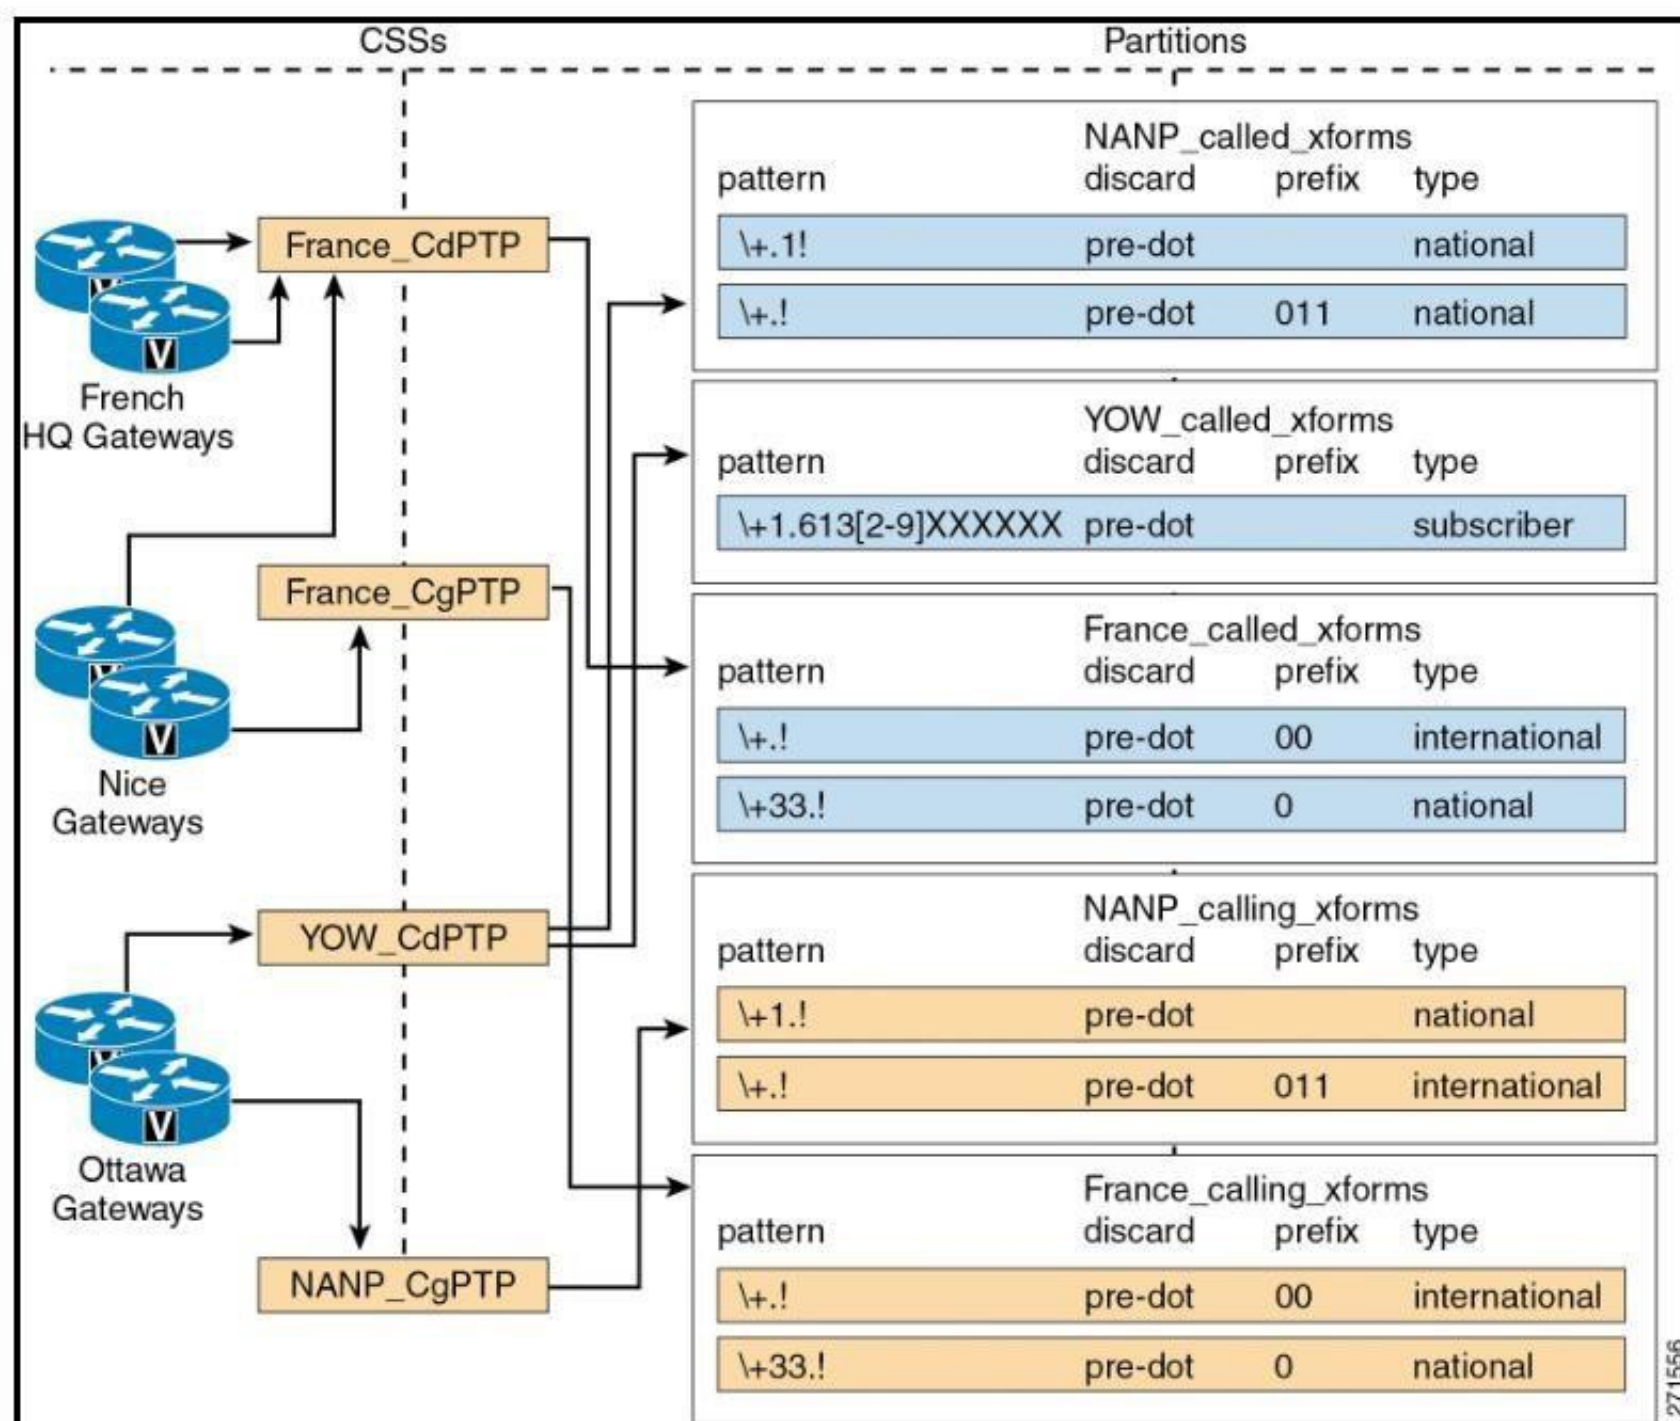 CSSs
Partitions
French
HQ Gateways
V
V
France_CdPTP
Nice
Gateways
V
V
France_CgPTP
Ottawa
Gateways
V
V
YOW_CdPTP
NANP_CgPTP
NANP_called_xforms
pattern discard prefix type
\+.1! pre-dot national
\+.! pre-dot 011 national
YOW_called_xforms
pattern discard prefix type
\+1.613[2-9]XXXXXX pre-dot subscriber
France_called_xforms
pattern discard prefix type
\+.! pre-dot 00 international
\+33.! pre-dot 0 national
NANP_calling_xforms
pattern discard prefix type
\+1.! pre-dot national
\+.! pre-dot 011 international
France_calling_xforms
pattern discard prefix type
\+.! pre-dot 00 international
\+33.! pre-dot 0 national
271556